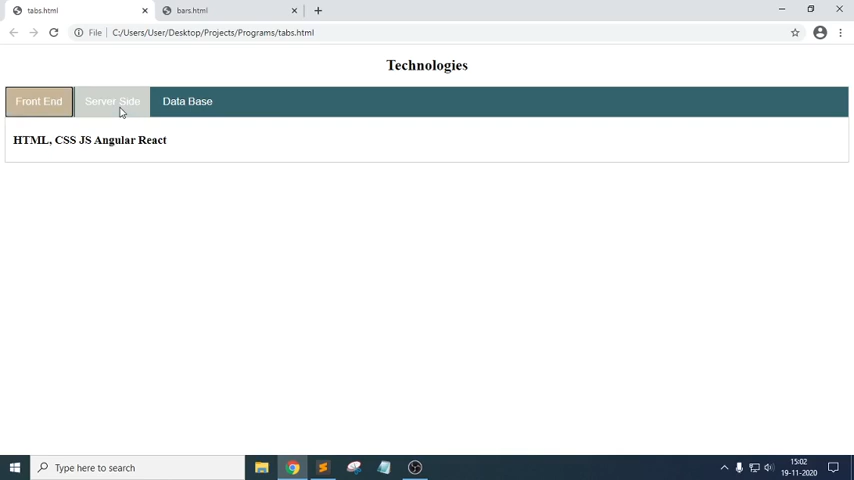 tabs.html
bars.html
File
C:/Users/User/Desktop/Projects/Programs/tabs.html
Technologies
Front End
Server Side
Data Base
HTML, CSS JS Angular React
Type here to search
15:02
19-11-2020